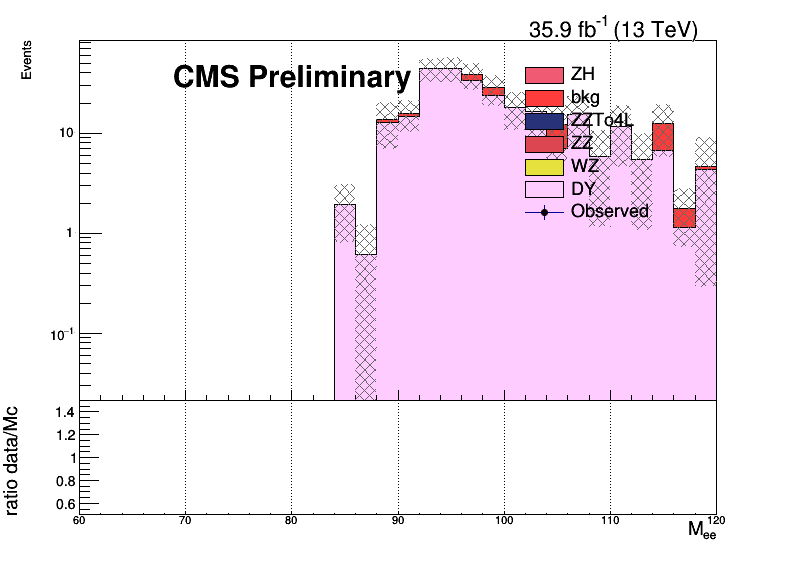 35.9 fb⁻¹ (13 TeV)
Events
CMS Preliminary
ZH
bkg
ZZTo4L
ZZ
WZ
DY
Observed
10
1
10⁻¹
ratio data/Mc
1.4
1.2
1
0.8
0.6
60 70 80 90 100 110 120
M_ee